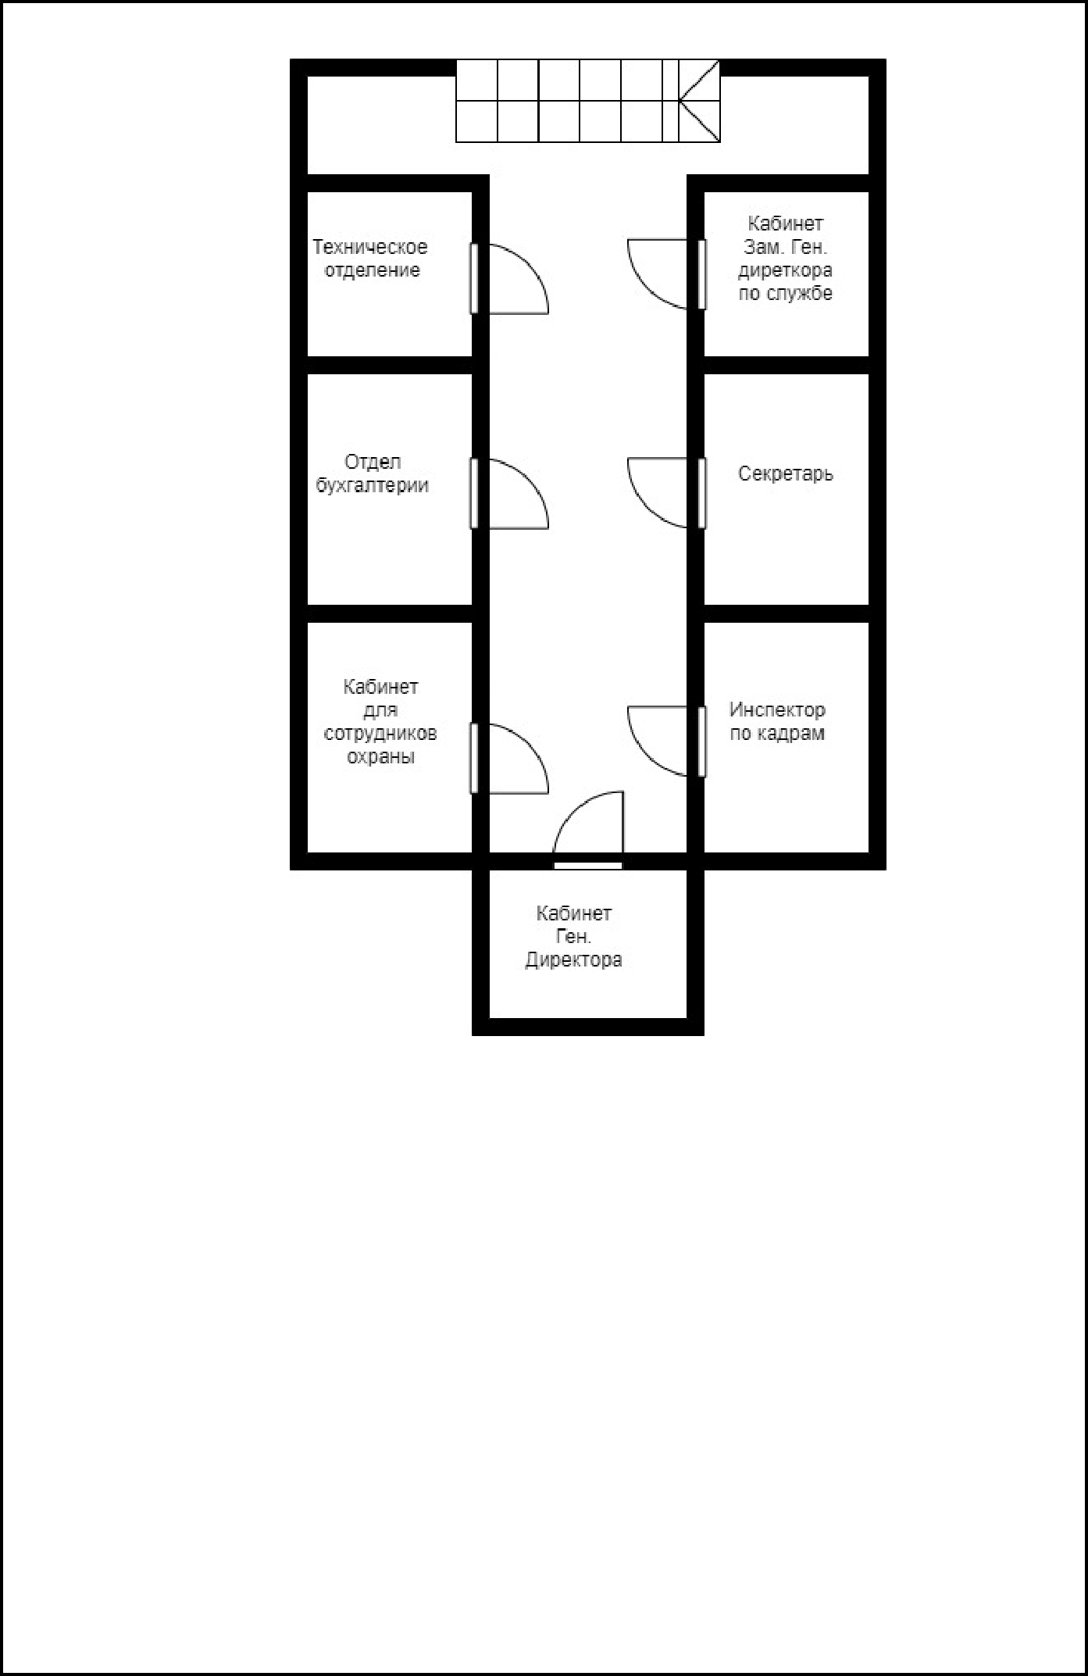 Техническое
отделение
Кабинет
Зам. Ген.
диреткора
по службе
Отдел
бухгалтерии
Секретарь
Кабинет
для
сотрудников
охраны
Инспектор
по кадрам
Кабинет
Ген.
Директора